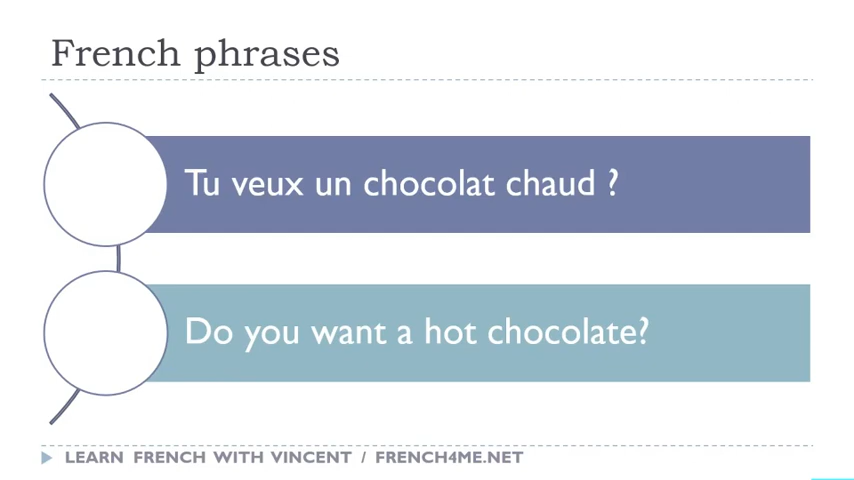 French phrases
Tu veux un chocolat chaud ?
Do you want a hot chocolate?
LEARN FRENCH WITH VINCENT / FRENCH4ME.NET